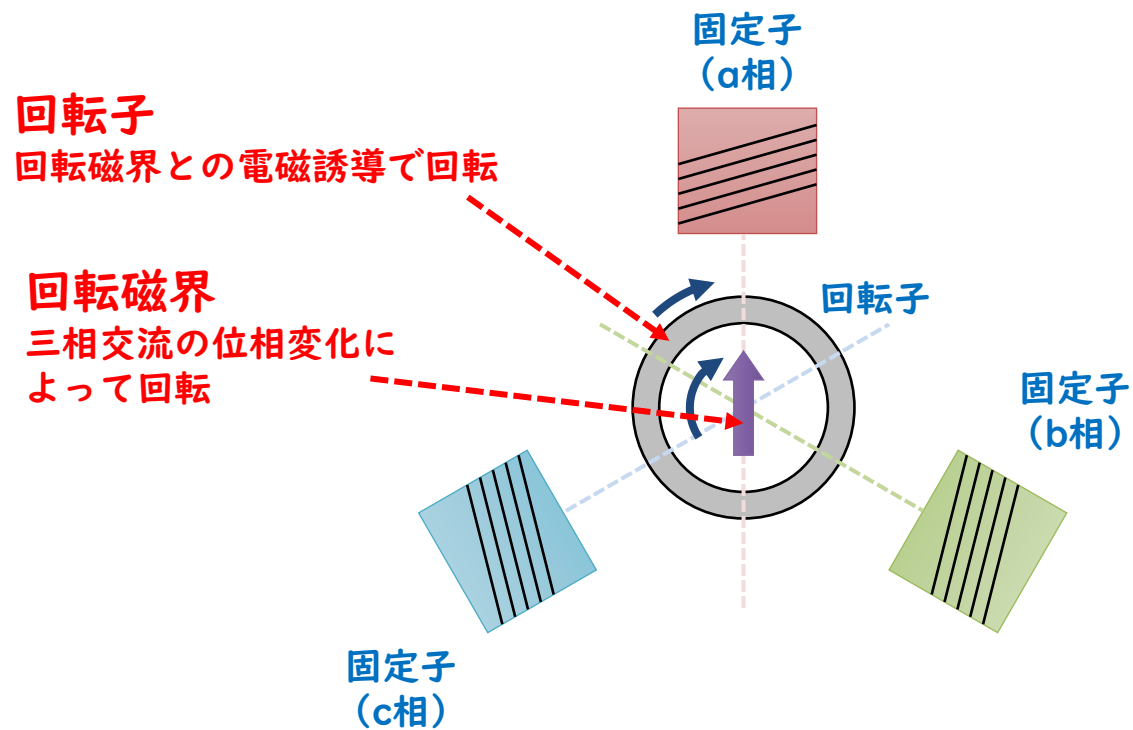 固定子
（a相）
回転子
回転磁界との電磁誘導で回転
回転磁界
三相交流の位相変化に
よって回転
回転子
固定子
（b相）
固定子
（c相）